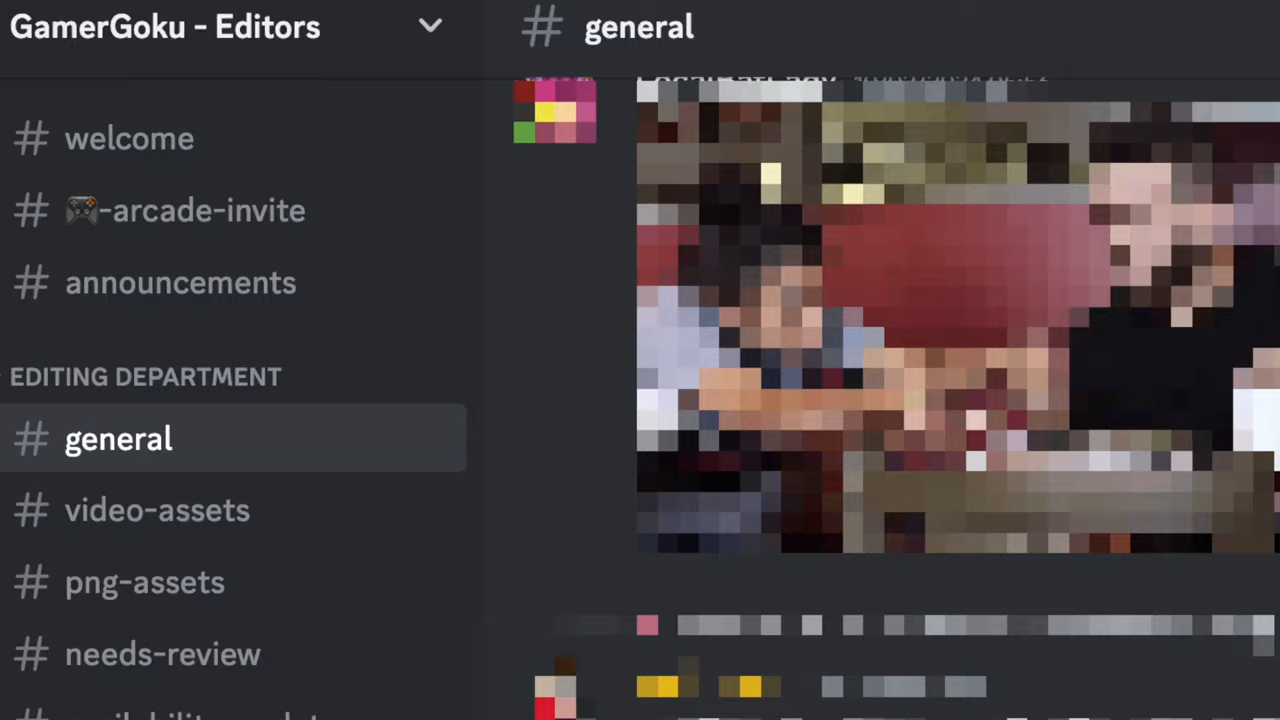 GamerGoku - Editors
# general
# welcome
# 🎮-arcade-invite
# announcements
EDITING DEPARTMENT
# general
# video-assets
# png-assets
# needs-review